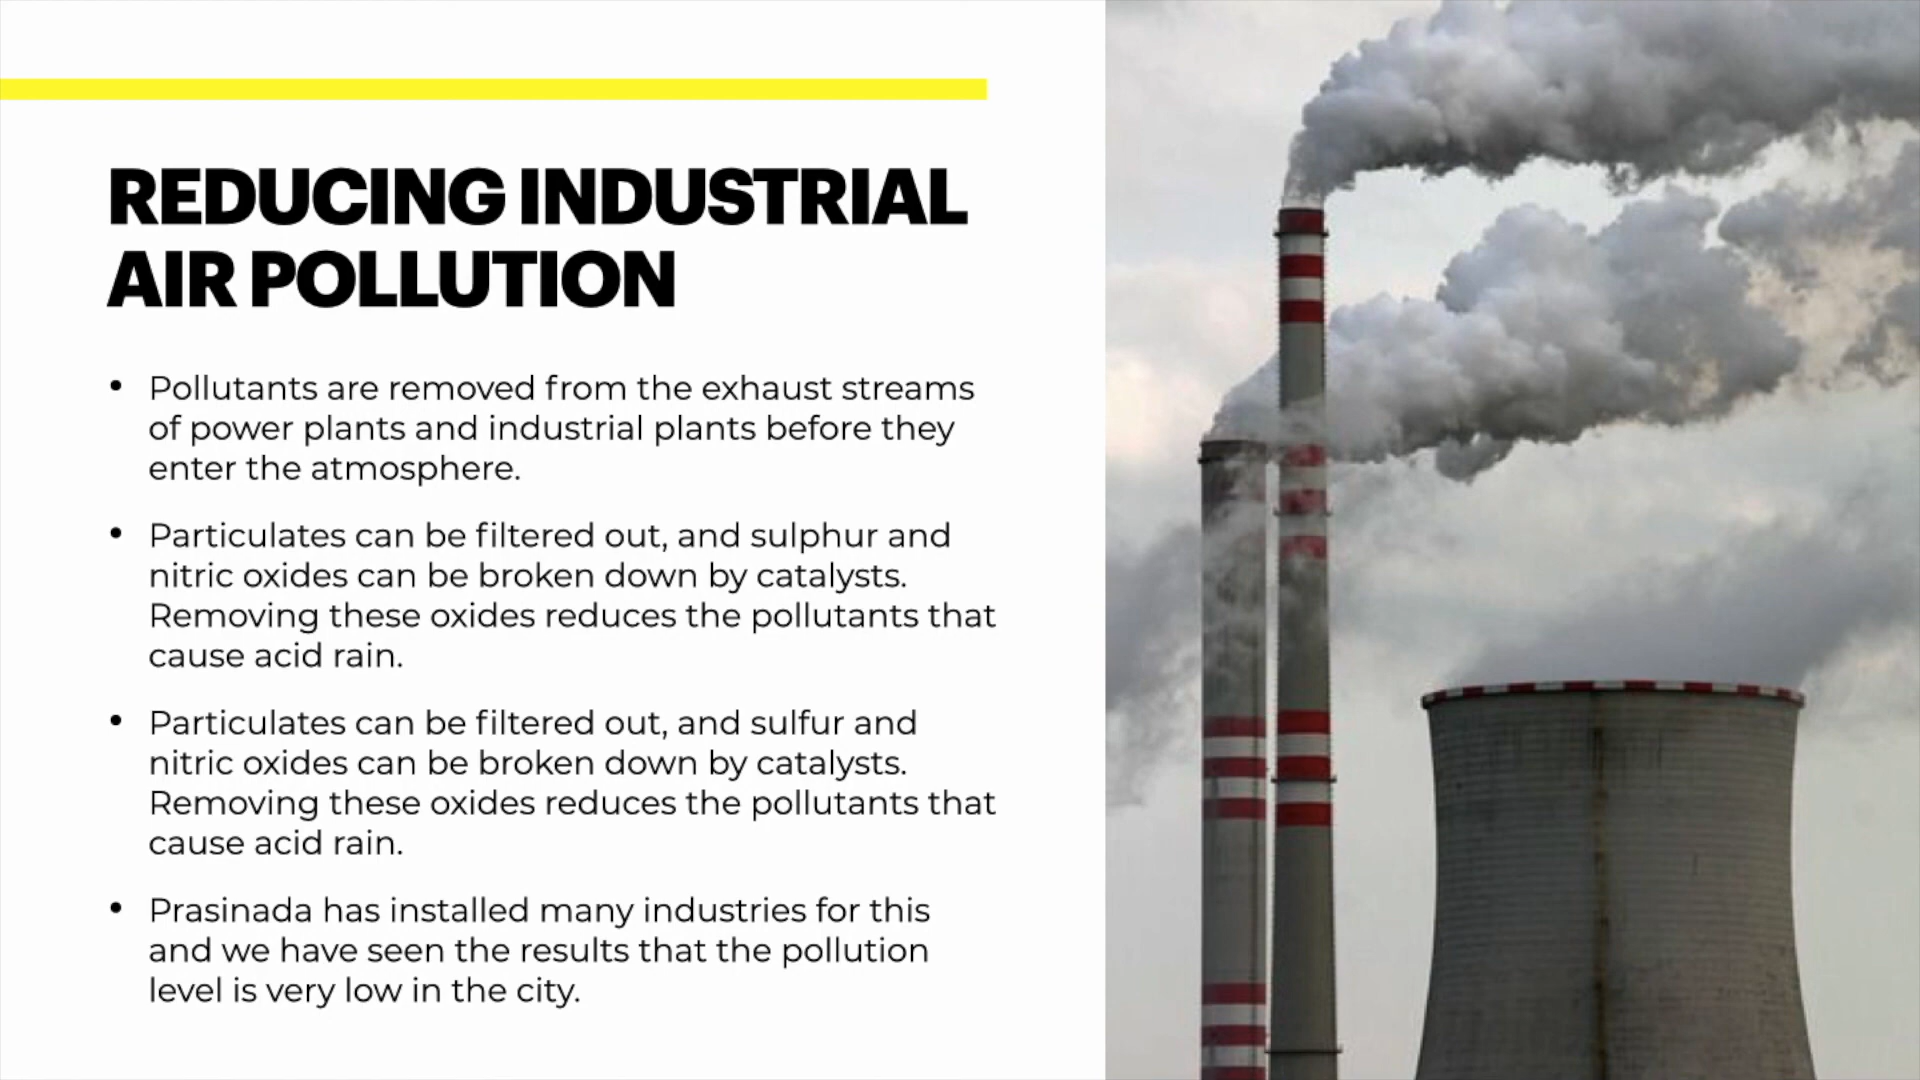 REDUCING INDUSTRIAL
AIR POLLUTION
• Pollutants are removed from the exhaust streams
of power plants and industrial plants before they
enter the atmosphere.
• Particulates can be filtered out, and sulphur and
nitric oxides can be broken down by catalysts.
Removing these oxides reduces the pollutants that
cause acid rain.
• Particulates can be filtered out, and sulfur and
nitric oxides can be broken down by catalysts.
Removing these oxides reduces the pollutants that
cause acid rain.
• Prasinada has installed many industries for this
and we have seen the results that the pollution
level is very low in the city.